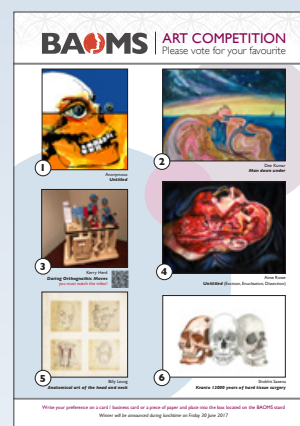 BAOMS
ART COMPETITION
Please vote for your favourite
1
Anonymous
Untitled
2
Dee Kumar
Man down under
3
Kerry Herd
Daring Orthognathic Moves
you must watch the video!
4
Anne Rowe
Untitled (Excision, Enucleation, Dissection)
5
Billy Leung
Anatomical art of the head and neck
6
Shobhit Saxena
Kranio 12000 years of hard tissue surgery
Write your preference on a card / business card or a piece of paper and place into the box located on the BAOMS stand
Winner will be announced during lunchtime on Friday 30 June 2017